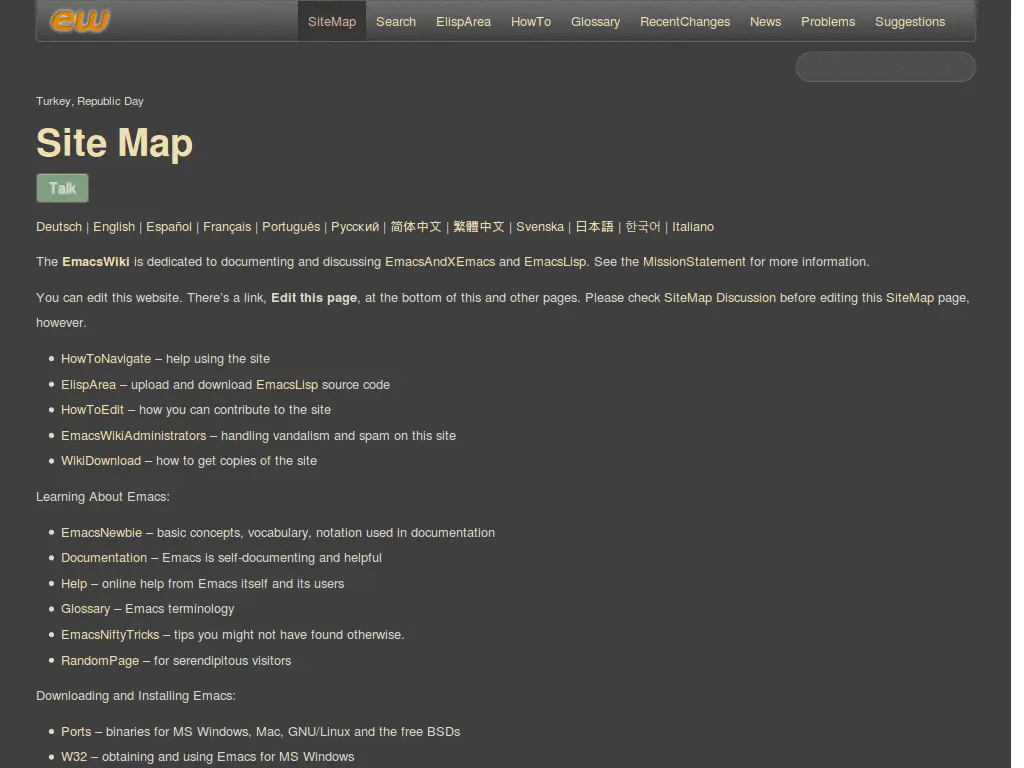 ew
SiteMap Search ElispArea HowTo Glossary RecentChanges News Problems Suggestions
Turkey, Republic Day
Site Map
Talk
Deutsch | English | Español | Français | Português | Русский | 简体中文 | 繁體中文 | Svenska | 日本語 | 한국어 | Italiano
The EmacsWiki is dedicated to documenting and discussing EmacsAndXEmacs and EmacsLisp. See the MissionStatement for more information.
You can edit this website. There’s a link, Edit this page, at the bottom of this and other pages. Please check SiteMap Discussion before editing this SiteMap page,
however.
• HowToNavigate – help using the site
• ElispArea – upload and download EmacsLisp source code
• HowToEdit – how you can contribute to the site
• EmacsWikiAdministrators – handling vandalism and spam on this site
• WikiDownload – how to get copies of the site
Learning About Emacs:
• EmacsNewbie – basic concepts, vocabulary, notation used in documentation
• Documentation – Emacs is self-documenting and helpful
• Help – online help from Emacs itself and its users
• Glossary – Emacs terminology
• EmacsNiftyTricks – tips you might not have found otherwise.
• RandomPage – for serendipitous visitors
Downloading and Installing Emacs:
• Ports – binaries for MS Windows, Mac, GNU/Linux and the free BSDs
• W32 – obtaining and using Emacs for MS Windows